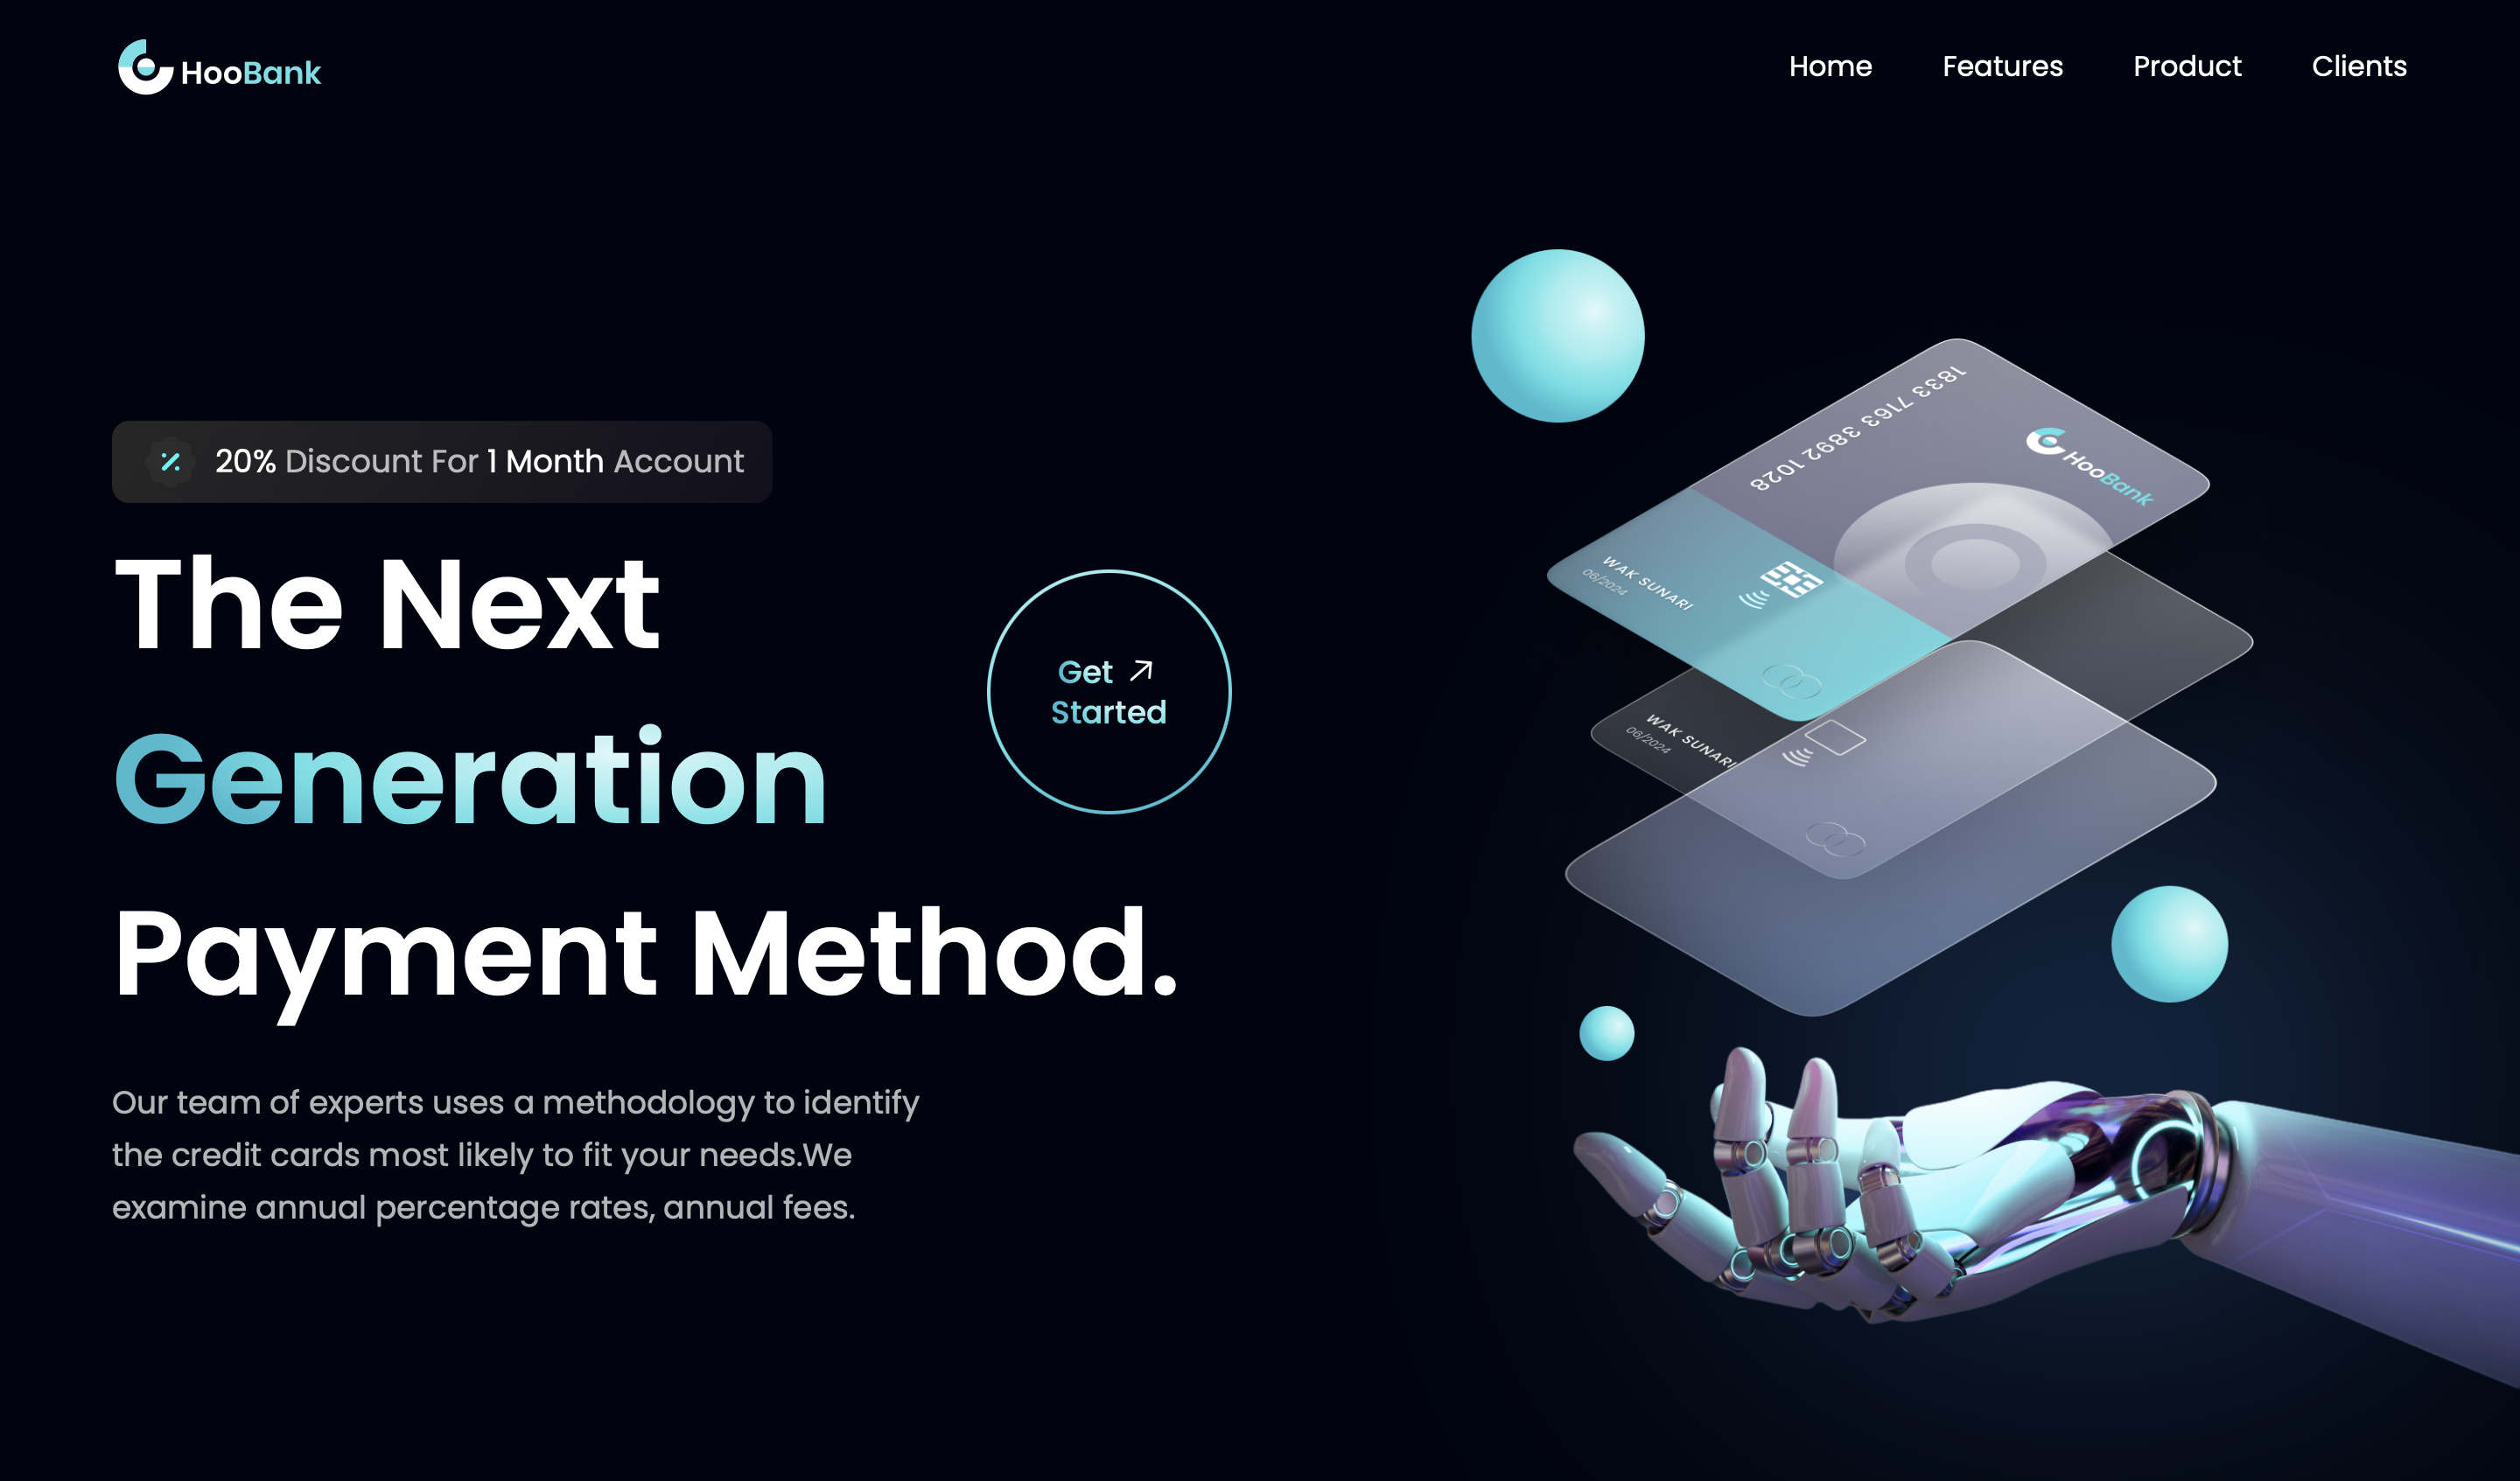 HooBank
Home Features Product Clients
20% Discount For 1 Month Account
The Next
Generation
Payment Method.
Get
Started
Our team of experts uses a methodology to identify
the credit cards most likely to fit your needs.We
examine annual percentage rates, annual fees.
1833 7163 3892 1028
HooBank
WAK SUNARI
06/2024
WAK SUNARI
06/2024